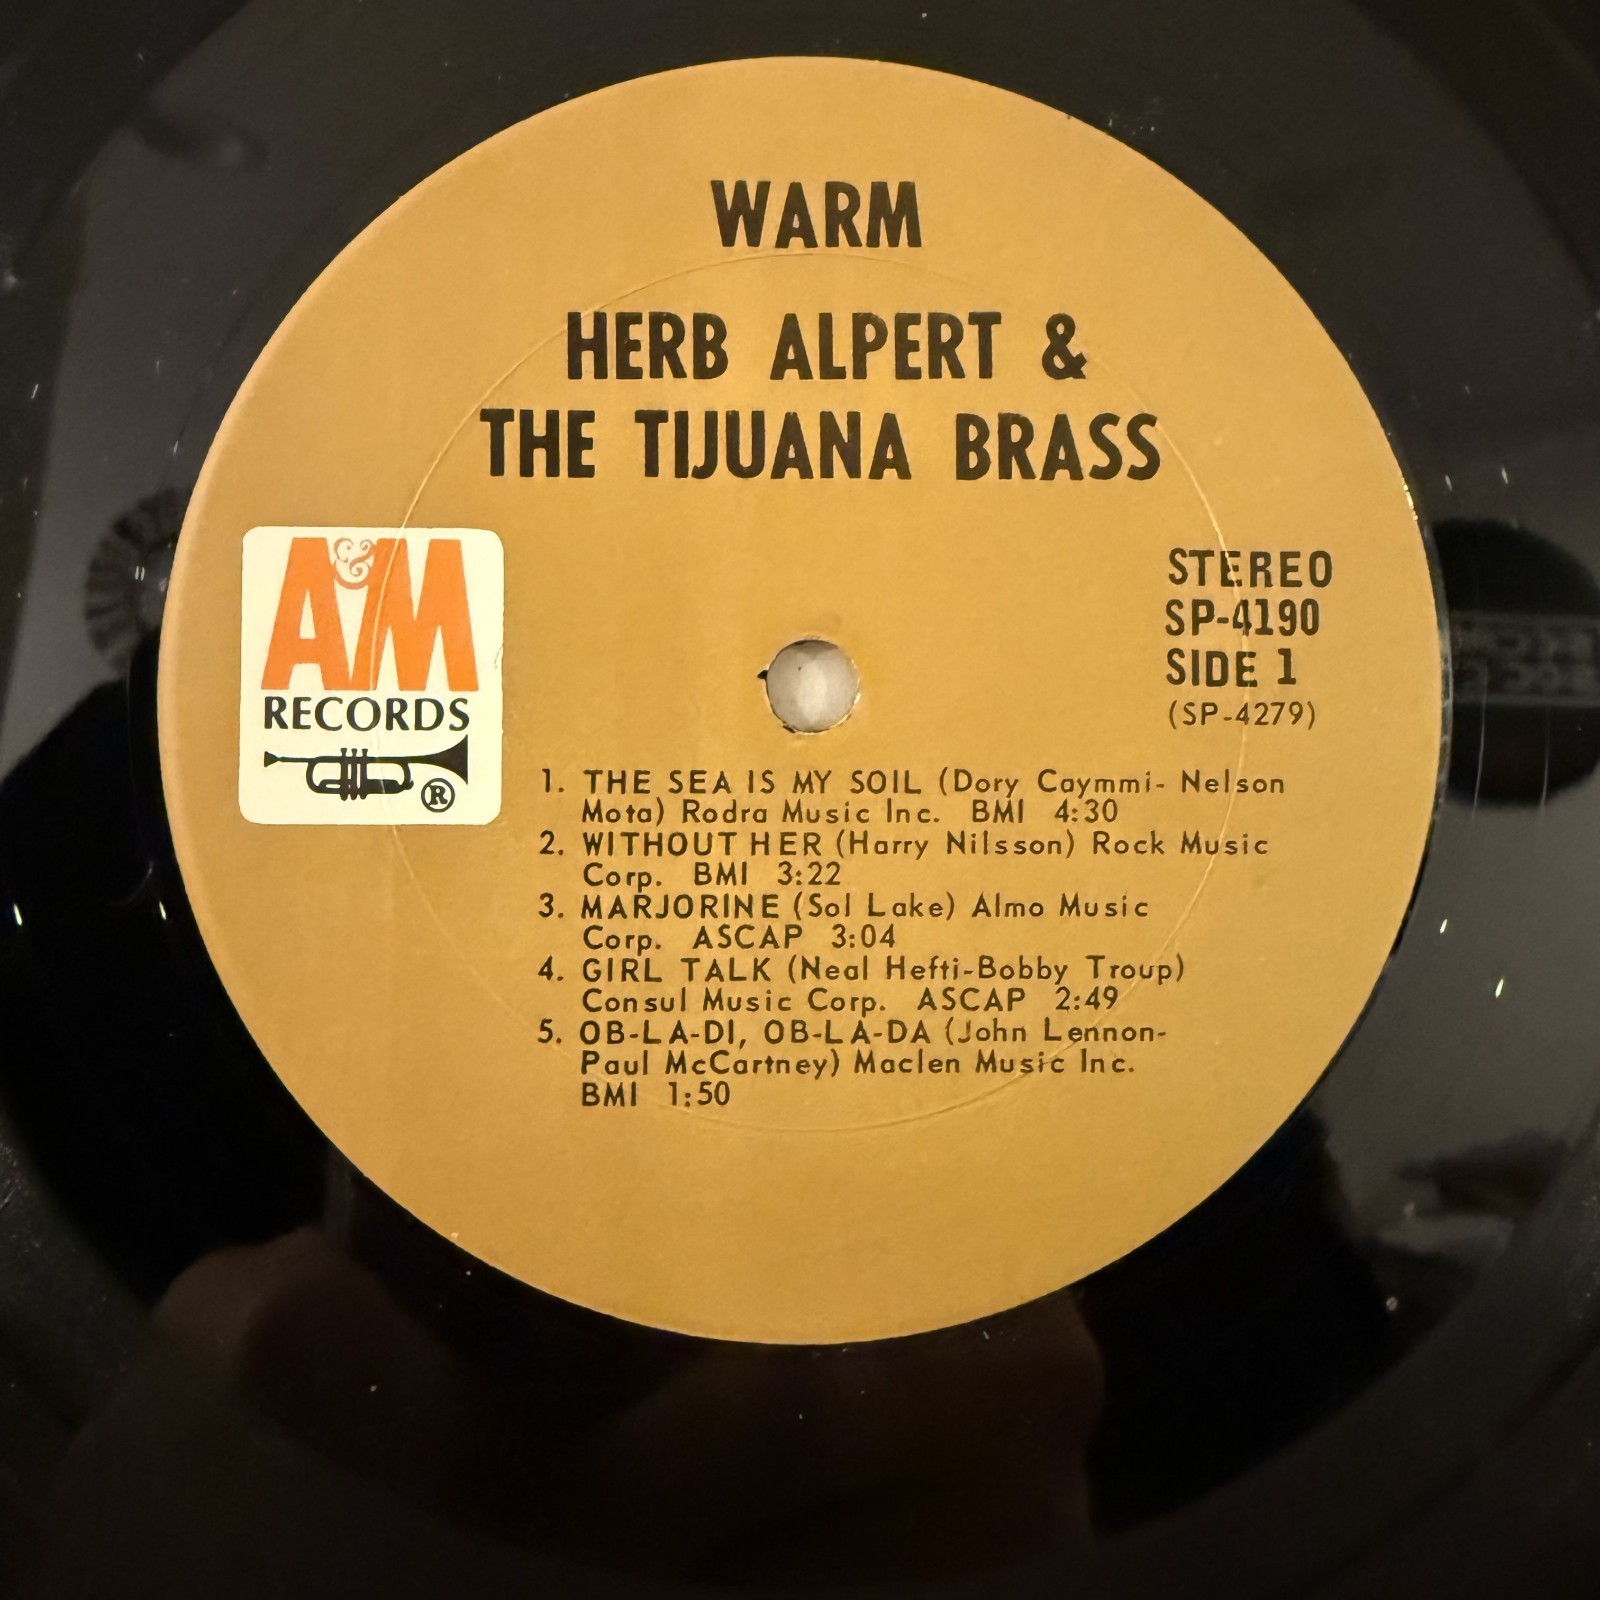 WARM
HERB ALPERT &
THE TIJUANA BRASS
A&M
RECORDS
®
STEREO
SP-4190
SIDE 1
(SP-4279)
1. THE SEA IS MY SOIL (Dory Caymmi- Nelson
Mota) Rodra Music Inc. BMI 4:30
2. WITHOUT HER (Harry Nilsson) Rock Music
Corp. BMI 3:22
3. MARJORINE (Sol Lake) Almo Music
Corp. ASCAP 3:04
4. GIRL TALK (Neal Hefti-Bobby Troup)
Consul Music Corp. ASCAP 2:49
5. OB-LA-DI, OB-LA-DA (John Lennon-
Paul McCartney) Maclen Music Inc.
BMI 1:50